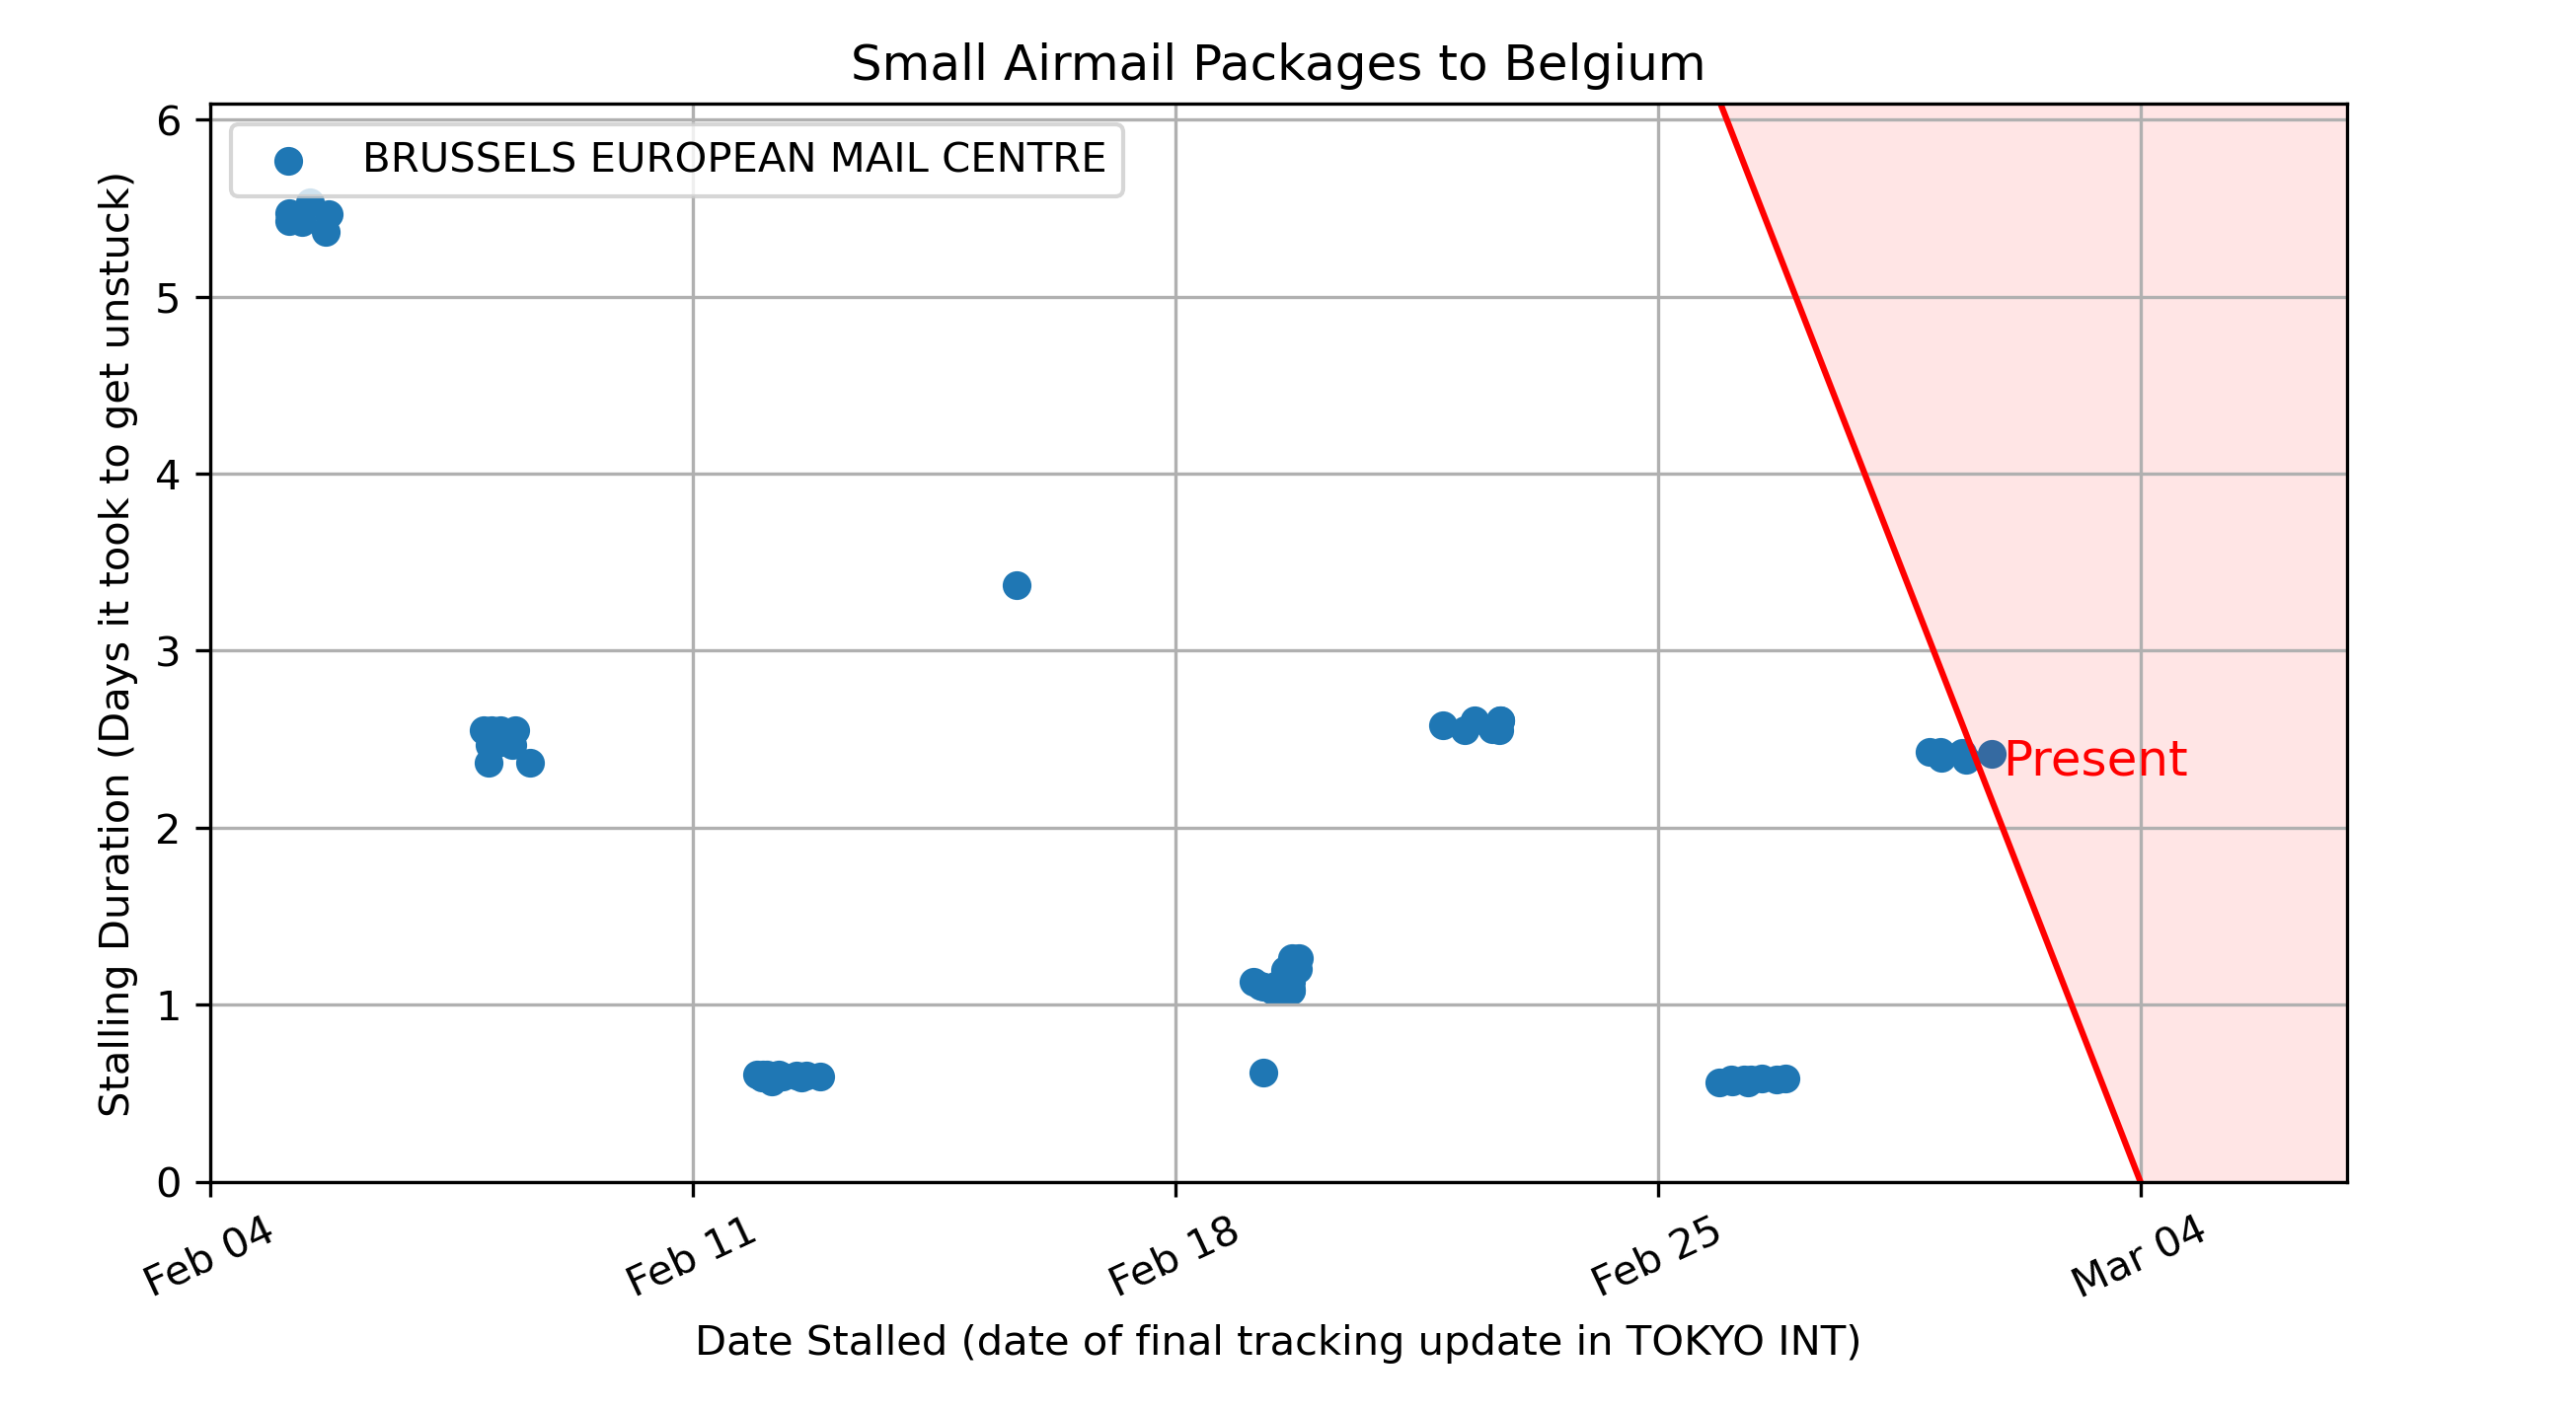 Small Airmail Packages to Belgium
BRUSSELS EUROPEAN MAIL CENTRE
Stalling Duration (Days it took to get unstuck)
6
5
4
3
2
1
0
Present
Feb 04
Feb 11
Feb 18
Feb 25
Mar 04
Date Stalled (date of final tracking update in TOKYO INT)